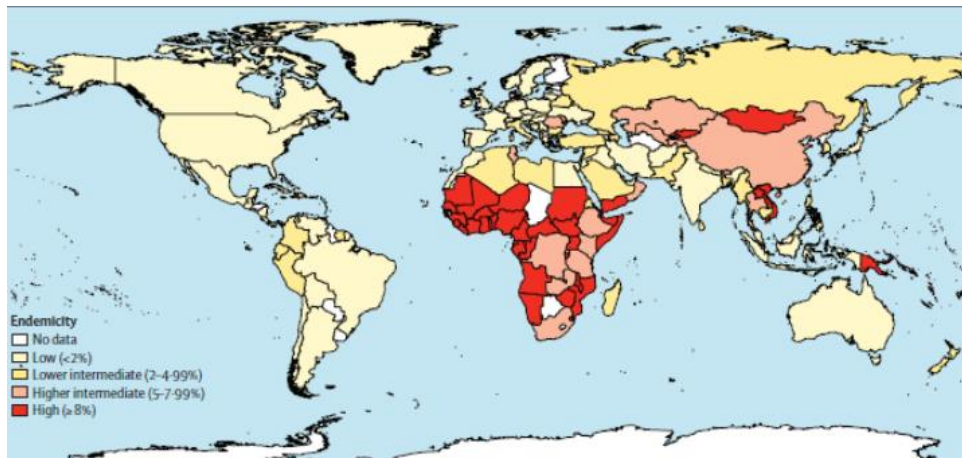 Endemicity
No data
Low (<2%)
Lower intermediate (2–4·99%)
Higher intermediate (5–7·99%)
High (≥8%)